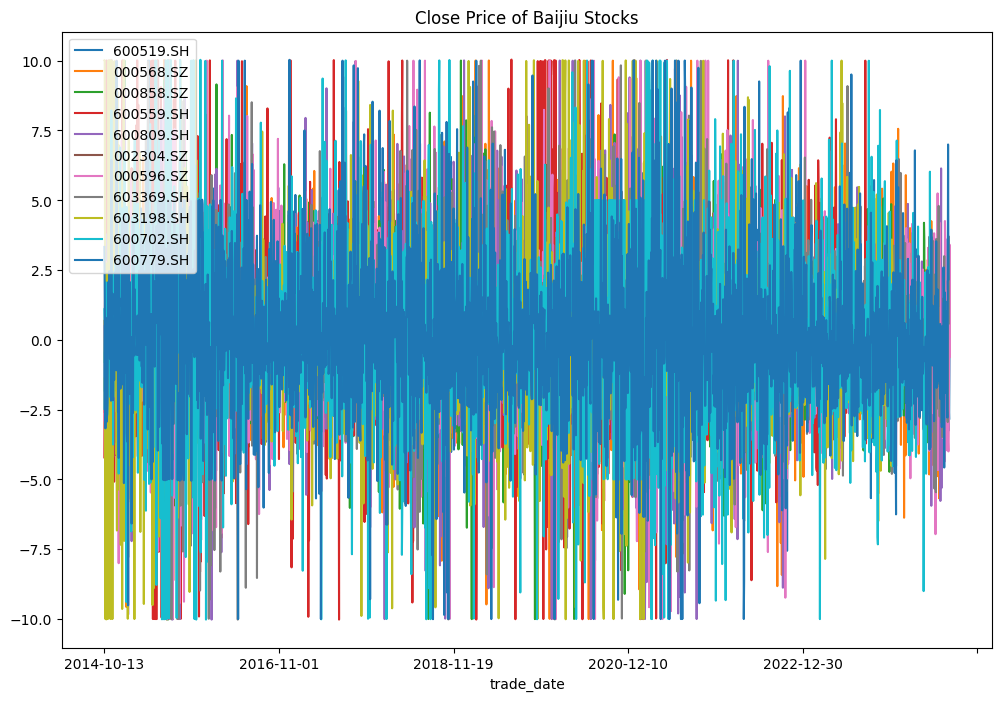 Close Price of Baijiu Stocks
600519.SH
000568.SZ
000858.SZ
600559.SH
600809.SH
002304.SZ
000596.SZ
603369.SH
603198.SH
600702.SH
600779.SH
10.0
7.5
5.0
2.5
0.0
−2.5
−5.0
−7.5
−10.0
2014-10-13
2016-11-01
2018-11-19
2020-12-10
2022-12-30
trade_date